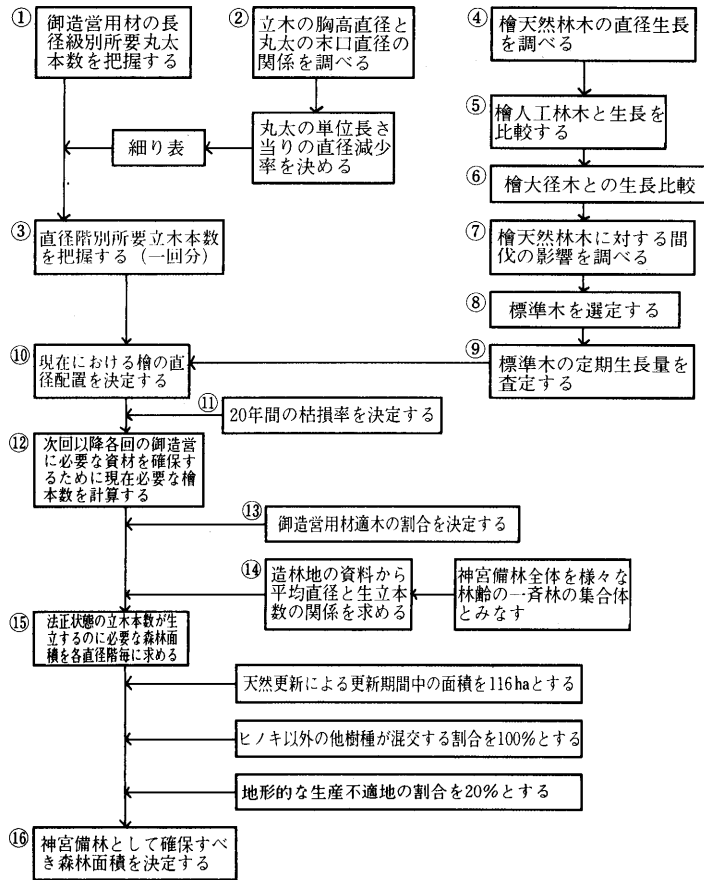 ①
御造営用材の長
径級別所要丸太
本数を把握する
②
立木の胸高直径と
丸太の末口直径の
関係を調べる
丸太の単位長さ
当りの直径減少
率を決める
細り表
③
直径階別所要立木本数
を把握する（一回分）
④
檜天然林木の直径生長
を調べる
⑤
檜人工林木と生長を
比較する
⑥
檜大径木との生長比較
⑦
檜天然林木に対する間
伐の影響を調べる
⑧
標準木を選定する
⑨
標準木の定期生長量を
査定する
⑩
現在における檜の直
径配置を決定する
⑪
20年間の枯損率を決定する
⑫
次回以降各回の御造営
に必要な資材を確保す
るために現在必要な檜
本数を計算する
⑬
御造営用材適木の割合を決定する
⑭
造林地の資料から
平均直径と生立本
数の関係を求める
神宮備林全体を様々な
林齢の一斉林の集合体
とみなす
⑮
法正状態の立木本数が生
立するのに必要な森林面
積を各直径階毎に求める
天然更新による更新期間中の面積を116haとする
ヒノキ以外の他樹種が混交する割合を100%とする
地形的な生産不適地の割合を20%とする
⑯
神宮備林として確保すべ
き森林面積を決定する